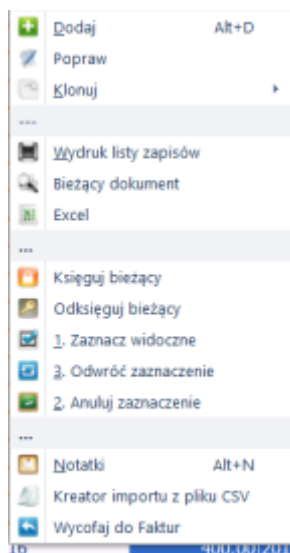 Dodaj Alt+D
Popraw
Klonuj
...
Wydruk listy zapisów
Bieżący dokument
Excel
...
Księguj bieżący
Odksięguj bieżący
1. Zaznacz widoczne
3. Odwróć zaznaczenie
2. Anuluj zaznaczenie
...
Notatki Alt+N
Kreator importu z pliku CSV
Wycofaj do Faktur